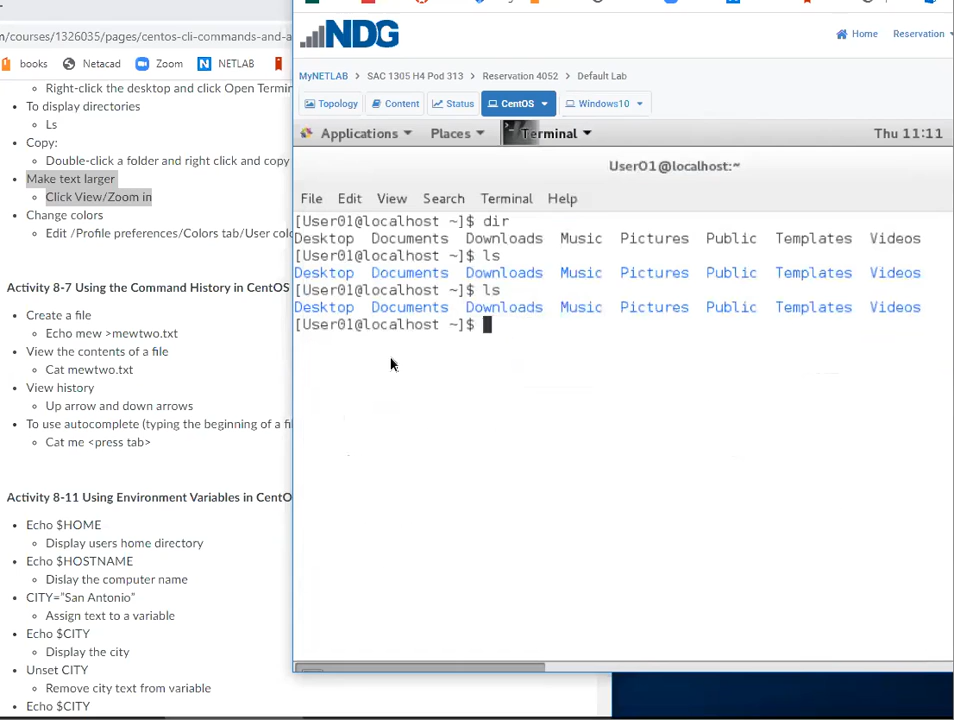 m/courses/1326035/pages/centos-cli-commands-and-a
books Netacad Zoom NETLAB
Right-click the desktop and click Open Termin
To display directories
Ls
Copy:
Double-click a folder and right click and copy
Make text larger
Click View/Zoom in
Change colors
Edit /Profile preferences/Colors tab/User colo
Activity 8-7 Using the Command History in CentOS
Create a file
Echo mew >mewtwo.txt
View the contents of a file
Cat mewtwo.txt
View history
Up arrow and down arrows
To use autocomplete (typing the beginning of a fi
Cat me <press tab>
Activity 8-11 Using Environment Variables in CentO
Echo $HOME
Display users home directory
Echo $HOSTNAME
Dislay the computer name
CITY="San Antonio"
Assign text to a variable
Echo $CITY
Display the city
Unset CITY
Remove city text from variable
Echo $CITY
NDG
Home Reservation
MyNETLAB > SAC 1305 H4 Pod 313 > Reservation 4052 > Default Lab
Topology Content Status CentOS Windows10
Applications Places Terminal Thu 11:11
User01@localhost:~
File Edit View Search Terminal Help
[User01@localhost ~]$ dir
Desktop Documents Downloads Music Pictures Public Templates Videos
[User01@localhost ~]$ ls
Desktop Documents Downloads Music Pictures Public Templates Videos
[User01@localhost ~]$ ls
Desktop Documents Downloads Music Pictures Public Templates Videos
[User01@localhost ~]$